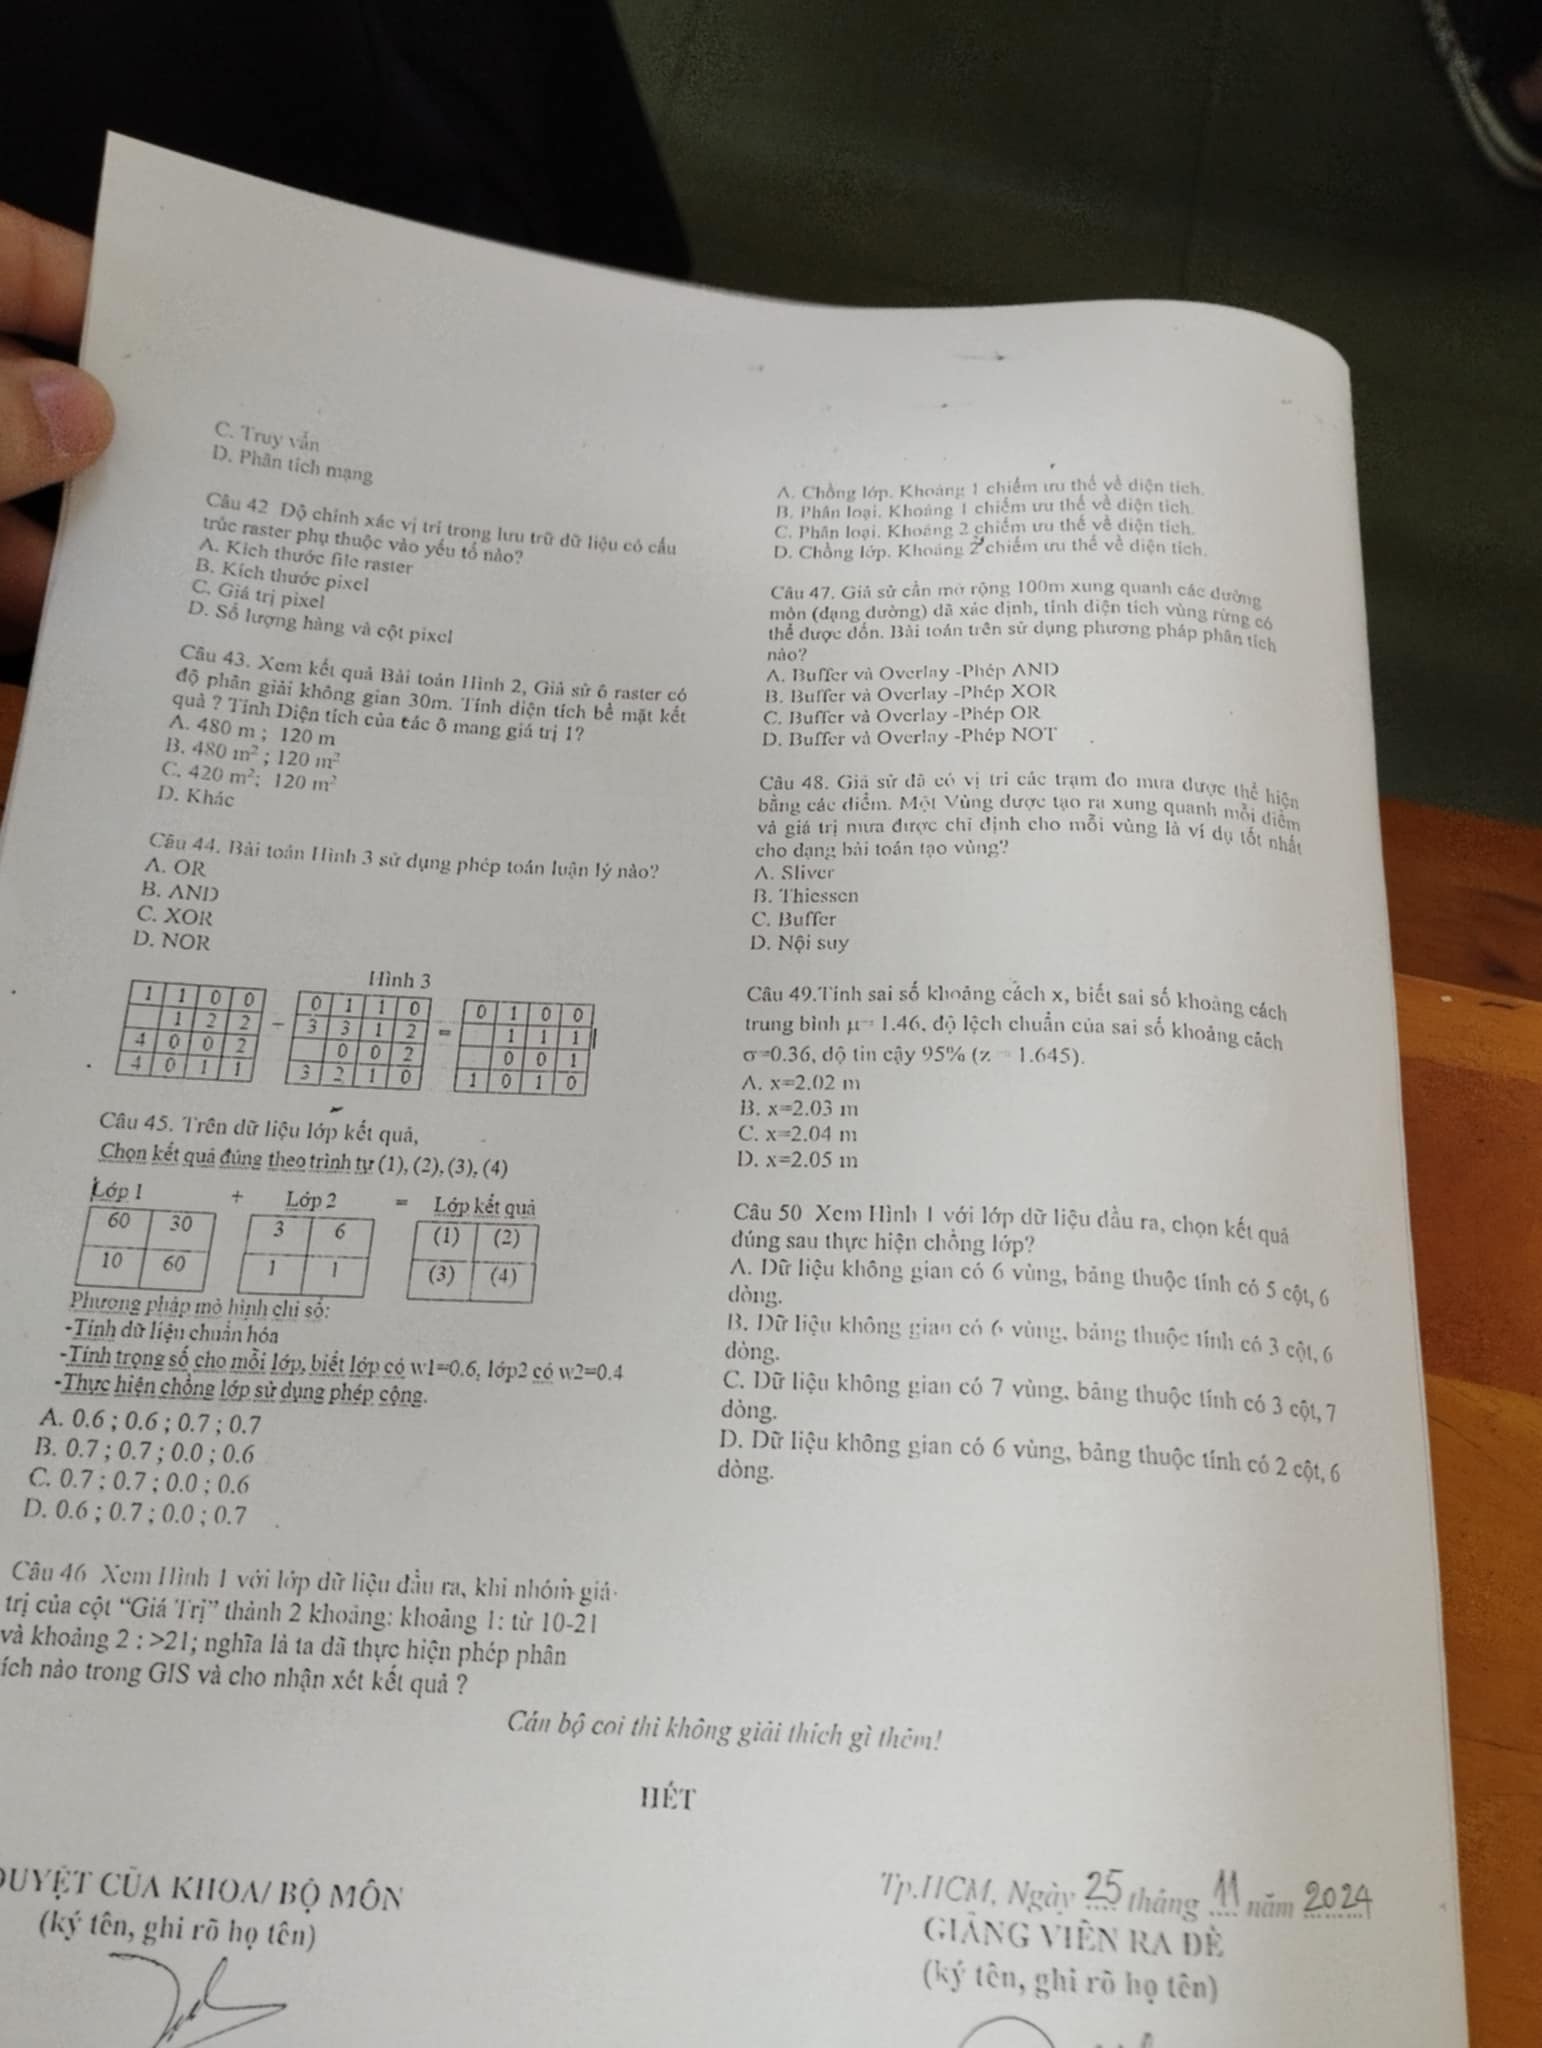 C. Truy vấn
D. Phân tích mạng
Câu 42 Độ chính xác vị trí trong lưu trữ dữ liệu có cấu
trúc raster phụ thuộc vào yếu tố nào?
A. Kích thước file raster
B. Kích thước pixel
C. Giá trị pixel
D. Số lượng hàng và cột pixel
Câu 43. Xem kết quả Bài toán Hình 2, Giả sử ô raster có
độ phân giải không gian 30m. Tính diện tích bề mặt kết
quả ? Tính Diện tích của các ô mang giá trị 1?
A. 480 m ; 120 m
B. 480 m² ; 120 m²
C. 420 m²; 120 m²
D. Khác
Câu 44. Bài toán Hình 3 sử dụng phép toán luận lý nào?
A. OR
B. AND
C. XOR
D. NOR
Hình 3
1 1 0 0 0 1 1 0 0 1 0 0
1 2 2 – 3 3 1 2 = 1 1 1
4 0 0 2 0 0 2 0 0 1
4 0 1 1 3 2 1 0 1 0 1 0
Câu 45. Trên dữ liệu lớp kết quả,
Chọn kết quả đúng theo trình tự (1), (2), (3), (4)
Lớp 1 + Lớp 2 = Lớp kết quả
60 30 3 6 (1) (2)
10 60 1 1 (3) (4)
Phương pháp mô hình chỉ số:
-Tính dữ liệu chuẩn hóa
-Tính trọng số cho mỗi lớp, biết lớp có w1=0.6, lớp2 có w2=0.4
-Thực hiện chồng lớp sử dụng phép cộng.
A. 0.6 ; 0.6 ; 0.7 ; 0.7
B. 0.7 ; 0.7 ; 0.0 ; 0.6
C. 0.7 ; 0.7 ; 0.0 ; 0.6
D. 0.6 ; 0.7 ; 0.0 ; 0.7
Câu 46 Xem Hình 1 với lớp dữ liệu đầu ra, khi nhóm giá
trị của cột “Giá Trị” thành 2 khoảng: khoảng 1: từ 10-21
và khoảng 2 : >21; nghĩa là ta đã thực hiện phép phân
tích nào trong GIS và cho nhận xét kết quả ?
A. Chồng lớp. Khoảng 1 chiếm ưu thế về diện tích.
B. Phân loại. Khoảng 1 chiếm ưu thế về diện tích.
C. Phân loại. Khoảng 2 chiếm ưu thế về diện tích.
D. Chồng lớp. Khoảng 2 chiếm ưu thế về diện tích.
Câu 47. Giả sử cần mở rộng 100m xung quanh các đường
mòn (dạng đường) đã xác định, tính diện tích vùng rừng có
thể được đốn. Bài toán trên sử dụng phương pháp phân tích
nào?
A. Buffer và Overlay -Phép AND
B. Buffer và Overlay -Phép XOR
C. Buffer và Overlay -Phép OR
D. Buffer và Overlay -Phép NOT
Câu 48. Giả sử đã có vị trí các trạm đo mưa được thể hiện
bằng các điểm. Một Vùng được tạo ra xung quanh mỗi điểm
và giá trị mưa được chỉ định cho mỗi vùng là ví dụ tốt nhất
cho dạng bài toán tạo vùng?
A. Sliver
B. Thiessen
C. Buffer
D. Nội suy
Câu 49.Tính sai số khoảng cách x, biết sai số khoảng cách
trung bình μ= 1.46, độ lệch chuẩn của sai số khoảng cách
σ=0.36, độ tin cậy 95% (z = 1.645).
A. x=2.02 m
B. x=2.03 m
C. x=2.04 m
D. x=2.05 m
Câu 50 Xem Hình 1 với lớp dữ liệu đầu ra, chọn kết quả
đúng sau thực hiện chồng lớp?
A. Dữ liệu không gian có 6 vùng, bảng thuộc tính có 5 cột, 6
dòng.
B. Dữ liệu không gian có 6 vùng, bảng thuộc tính có 3 cột, 6
dòng.
C. Dữ liệu không gian có 7 vùng, bảng thuộc tính có 3 cột, 7
dòng.
D. Dữ liệu không gian có 6 vùng, bảng thuộc tính có 2 cột, 6
dòng.
Cán bộ coi thi không giải thích gì thêm!
HẾT
DUYỆT CỦA KHOA/ BỘ MÔN
(ký tên, ghi rõ họ tên)
Tp.HCM, Ngày 25 tháng 11 năm 2024
GIẢNG VIÊN RA ĐỀ
(ký tên, ghi rõ họ tên)